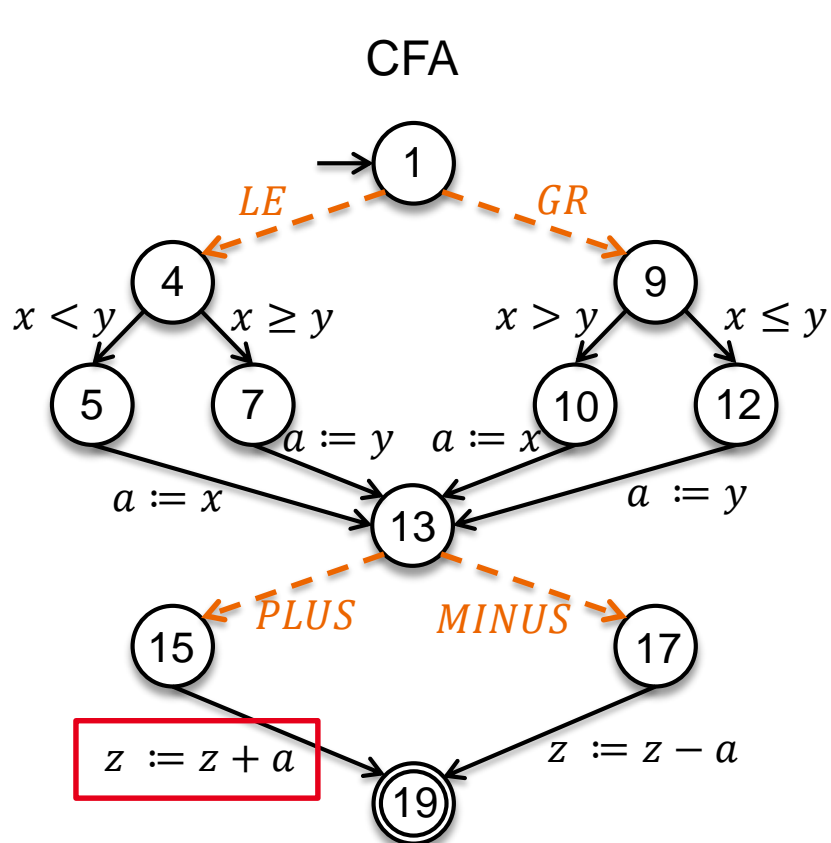 CFA
1
LE GR
4 9
x < y x ≥ y x > y x ≤ y
5 7 10 12
a ≔ y a ≔ x
a ≔ x a ≔ y
13
PLUS MINUS
15 17
z ≔ z + a z ≔ z − a
19